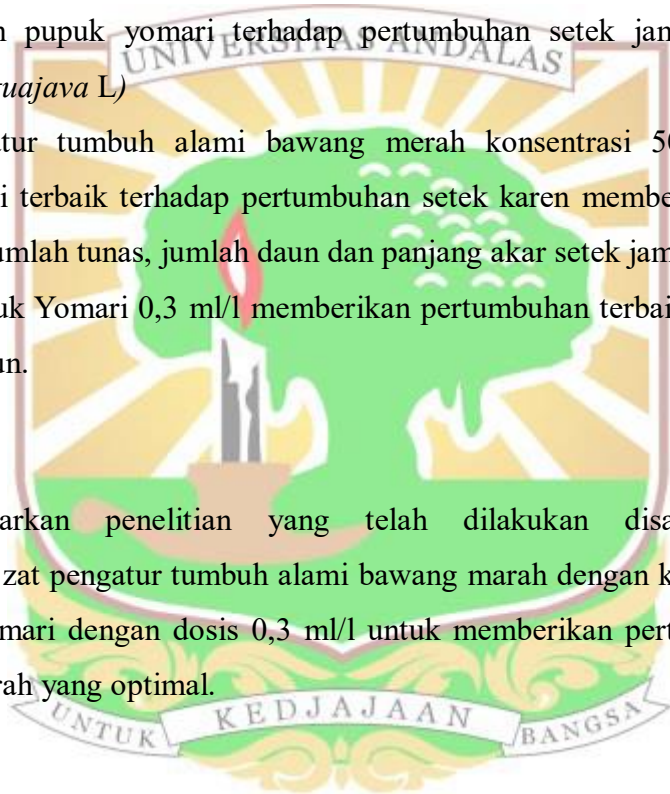 pupuk yomari terhadap pertumbuhan setek jam
UNIVERSITAS ANDALAS
uajava L)
tur tumbuh alami bawang merah konsentrasi
i terbaik terhadap pertumbuhan setek karen membe
umlah tunas, jumlah daun dan panjang akar setek jam
uk Yomari 0,3 ml/l memberikan pertumbuhan terbai
un.
arkan penelitian yang telah dilakukan disa
zat pengatur tumbuh alami bawang marah dengan k
mari dengan dosis 0,3 ml/l untuk memberikan pert
rah yang optimal.
UNTUK KEDJAJAAN BANGSA